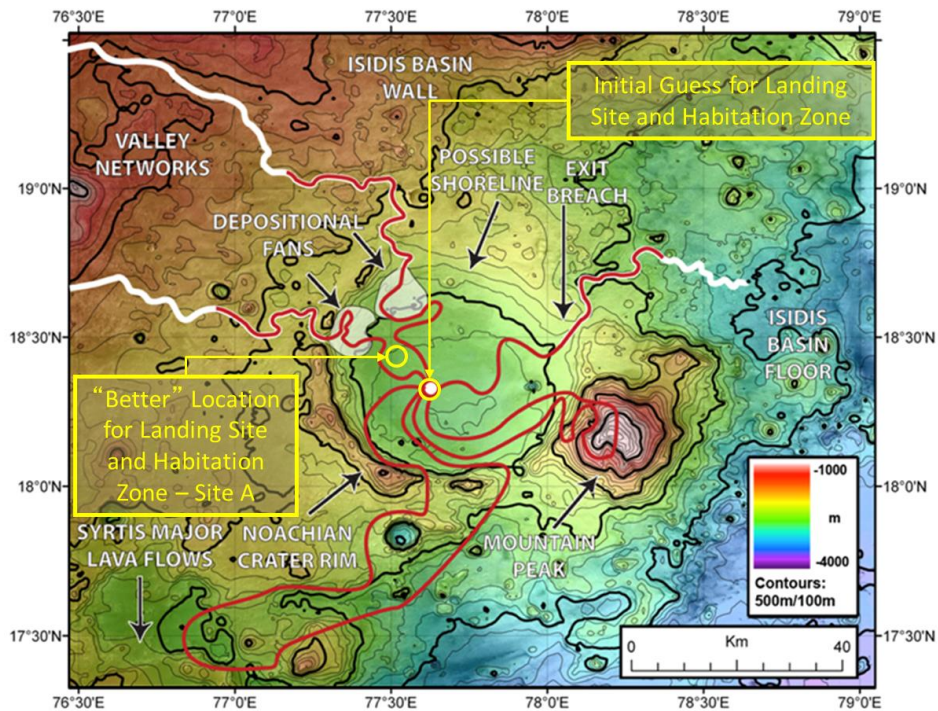 76°30'E 77°0'E 77°30'E 78°0'E 78°30'E 79°0'E
ISIDIS BASIN
WALL
Initial Guess for Landing
Site and Habitation Zone
VALLEY
NETWORKS
POSSIBLE
SHORELINE
EXIT
BREACH
19°0'N
19°0'N
DEPOSITIONAL
FANS
18°30'N
18°30'N
ISIDIS
BASIN
FLOOR
“Better” Location
for Landing Site
and Habitation
Zone – Site A
18°0'N
18°0'N
-1000
m
-4000
Contours:
500m/100m
SYRTIS MAJOR
LAVA FLOWS
NOACHIAN
CRATER RIM
MOUNTAIN
PEAK
17°30'N
17°30'N
Km
0 40
76°30'E 77°0'E 77°30'E 78°0'E 78°30'E 79°0'E